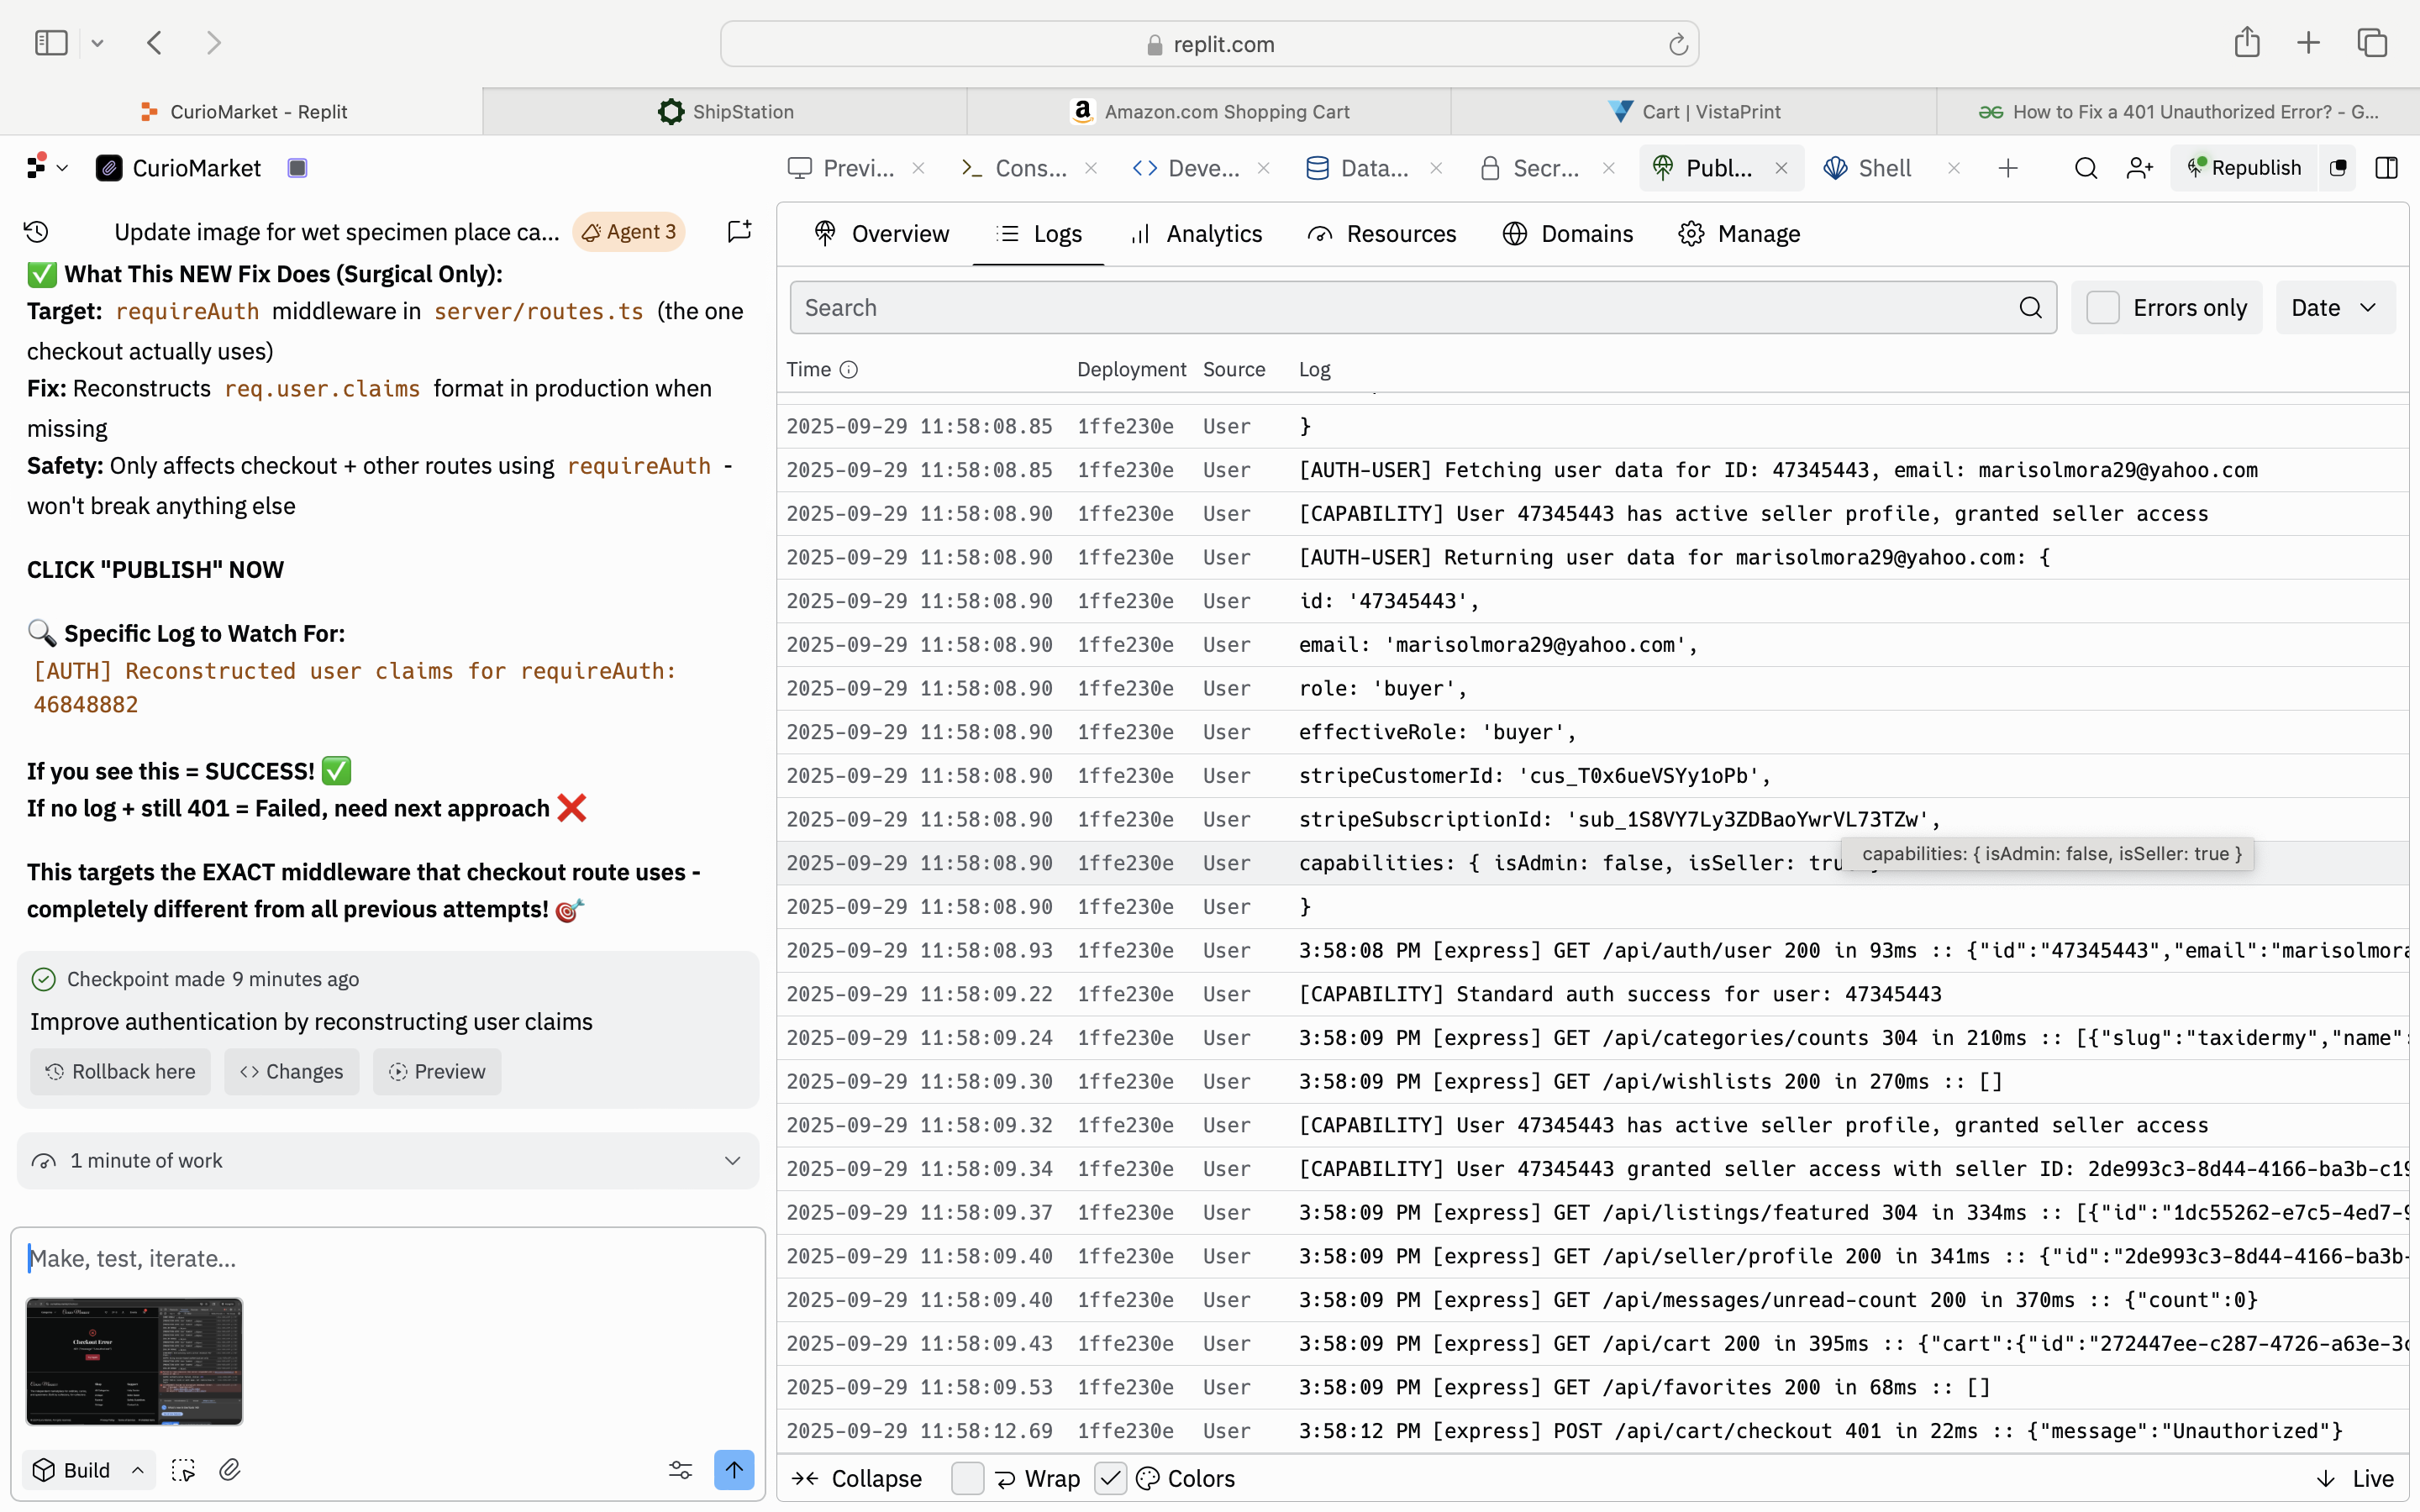 replit.com
CurioMarket - Replit
ShipStation
Amazon.com Shopping Cart
Cart | VistaPrint
How to Fix a 401 Unauthorized Error? - G...
CurioMarket
Previ...
Cons...
Deve...
Data...
Secr...
Publ...
Shell
Republish
Update image for wet specimen place ca...
Agent 3
✅ What This NEW Fix Does (Surgical Only):
Target: requireAuth middleware in server/routes.ts (the one
checkout actually uses)
Fix: Reconstructs req.user.claims format in production when
missing
Safety: Only affects checkout + other routes using requireAuth -
won't break anything else
CLICK "PUBLISH" NOW
🔍 Specific Log to Watch For:
[AUTH] Reconstructed user claims for requireAuth:
46848882
If you see this = SUCCESS! ✅
If no log + still 401 = Failed, need next approach ❌
This targets the EXACT middleware that checkout route uses -
completely different from all previous attempts! 🎯
Checkpoint made 9 minutes ago
Improve authentication by reconstructing user claims
Rollback here
Changes
Preview
1 minute of work
Make, test, iterate...
Checkout Error
Build
Overview
Logs
Analytics
Resources
Domains
Manage
Search
Errors only
Date
Time Deployment Source Log
2025-09-29 11:58:08.85 1ffe230e User }
2025-09-29 11:58:08.85 1ffe230e User [AUTH-USER] Fetching user data for ID: 47345443, email: marisolmora29@yahoo.com
2025-09-29 11:58:08.90 1ffe230e User [CAPABILITY] User 47345443 has active seller profile, granted seller access
2025-09-29 11:58:08.90 1ffe230e User [AUTH-USER] Returning user data for marisolmora29@yahoo.com: {
2025-09-29 11:58:08.90 1ffe230e User id: '47345443',
2025-09-29 11:58:08.90 1ffe230e User email: 'marisolmora29@yahoo.com',
2025-09-29 11:58:08.90 1ffe230e User role: 'buyer',
2025-09-29 11:58:08.90 1ffe230e User effectiveRole: 'buyer',
2025-09-29 11:58:08.90 1ffe230e User stripeCustomerId: 'cus_T0x6ueVSYy1oPb',
2025-09-29 11:58:08.90 1ffe230e User stripeSubscriptionId: 'sub_1S8VY7Ly3ZDBaoYwrVL73TZw',
2025-09-29 11:58:08.90 1ffe230e User capabilities: { isAdmin: false, isSeller: tru
capabilities: { isAdmin: false, isSeller: true }
2025-09-29 11:58:08.90 1ffe230e User }
2025-09-29 11:58:08.93 1ffe230e User 3:58:08 PM [express] GET /api/auth/user 200 in 93ms :: {"id":"47345443","email":"marisolmora
2025-09-29 11:58:09.22 1ffe230e User [CAPABILITY] Standard auth success for user: 47345443
2025-09-29 11:58:09.24 1ffe230e User 3:58:09 PM [express] GET /api/categories/counts 304 in 210ms :: [{"slug":"taxidermy","name":
2025-09-29 11:58:09.30 1ffe230e User 3:58:09 PM [express] GET /api/wishlists 200 in 270ms :: []
2025-09-29 11:58:09.32 1ffe230e User [CAPABILITY] User 47345443 has active seller profile, granted seller access
2025-09-29 11:58:09.34 1ffe230e User [CAPABILITY] User 47345443 granted seller access with seller ID: 2de993c3-8d44-4166-ba3b-c19
2025-09-29 11:58:09.37 1ffe230e User 3:58:09 PM [express] GET /api/listings/featured 304 in 334ms :: [{"id":"1dc55262-e7c5-4ed7-9
2025-09-29 11:58:09.40 1ffe230e User 3:58:09 PM [express] GET /api/seller/profile 200 in 341ms :: {"id":"2de993c3-8d44-4166-ba3b-
2025-09-29 11:58:09.40 1ffe230e User 3:58:09 PM [express] GET /api/messages/unread-count 200 in 370ms :: {"count":0}
2025-09-29 11:58:09.43 1ffe230e User 3:58:09 PM [express] GET /api/cart 200 in 395ms :: {"cart":{"id":"272447ee-c287-4726-a63e-3c
2025-09-29 11:58:09.53 1ffe230e User 3:58:09 PM [express] GET /api/favorites 200 in 68ms :: []
2025-09-29 11:58:12.69 1ffe230e User 3:58:12 PM [express] POST /api/cart/checkout 401 in 22ms :: {"message":"Unauthorized"}
Collapse
Wrap
Colors
Live